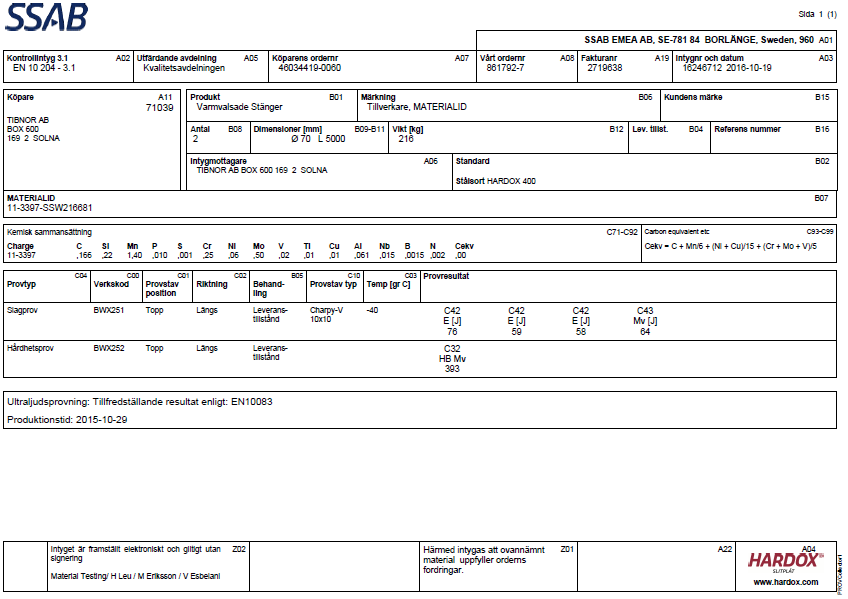 SSAB
Sida 1 (1)
SSAB EMEA AB, SE-781 84 BORLÄNGE, Sweden, 960 A01
Kontrollintyg 3.1 A02
EN 10 204 - 3.1
Utfärdande avdelning A05
Kvalitetsavdelningen
Köparens ordernr A07
46034419-0060
Vårt ordernr A08
861792-7
Fakturanr A19
2719638
Intygnr och datum A03
16246712 2016-10-19
Köpare A11
71039
TIBNOR AB
BOX 600
169 2 SOLNA
Produkt B01
Varmvalsade Stänger
Märkning B06
Tillverkare, MATERIALID
Kundens märke B15
Antal B08
2
Dimensioner [mm] B09-B11
Ø 70 L 5000
Vikt [kg] B12
216
Lev. tillst. B04
Referens nummer B16
Intygmottagare A06
TIBNOR AB BOX 600 169 2 SOLNA
Standard B02
Stålsort HARDOX 400
MATERIALID B07
11-3397-SSW216681
Kemisk sammansättning C71-C92
Charge C Si Mn P S Cr Ni Mo V Ti Cu Al Nb B N Cekv
11-3397 ,166 ,22 1,40 ,010 ,001 ,25 ,06 ,50 ,02 ,01 ,01 ,061 ,015 ,0015 ,002 ,00
Carbon equivalent etc C93-C99
Cekv = C + Mn/6 + (Ni + Cu)/15 + (Cr + Mo + V)/5
Provtyp C04
Verkskod C00
Provstav position C01
Riktning C02
Behand-
ling B05
Provstav typ C10
Temp [gr C] C03
Provresultat
Slagprov BWX251 Topp Längs Leverans-
tillstånd
Charpy-V
10x10
-40
C42 C42 C42 C43
E [J] E [J] E [J] Mv [J]
76 59 58 64
Hårdhetsprov BWX252 Topp Längs Leverans-
tillstånd
C32
HB Mv
393
Ultraljudsprovning: Tillfredställande resultat enligt: EN10083
Produktionstid: 2015-10-29
Intyget är framställt elektroniskt och giltigt utan Z02
signering
Material Testing/ H Leu / M Eriksson / V Esbelani
Härmed intygas att ovannämnt Z01
material uppfyller orderns
fordringar.
A22
A04
HARDOX
SLITPLÅT
www.hardox.com